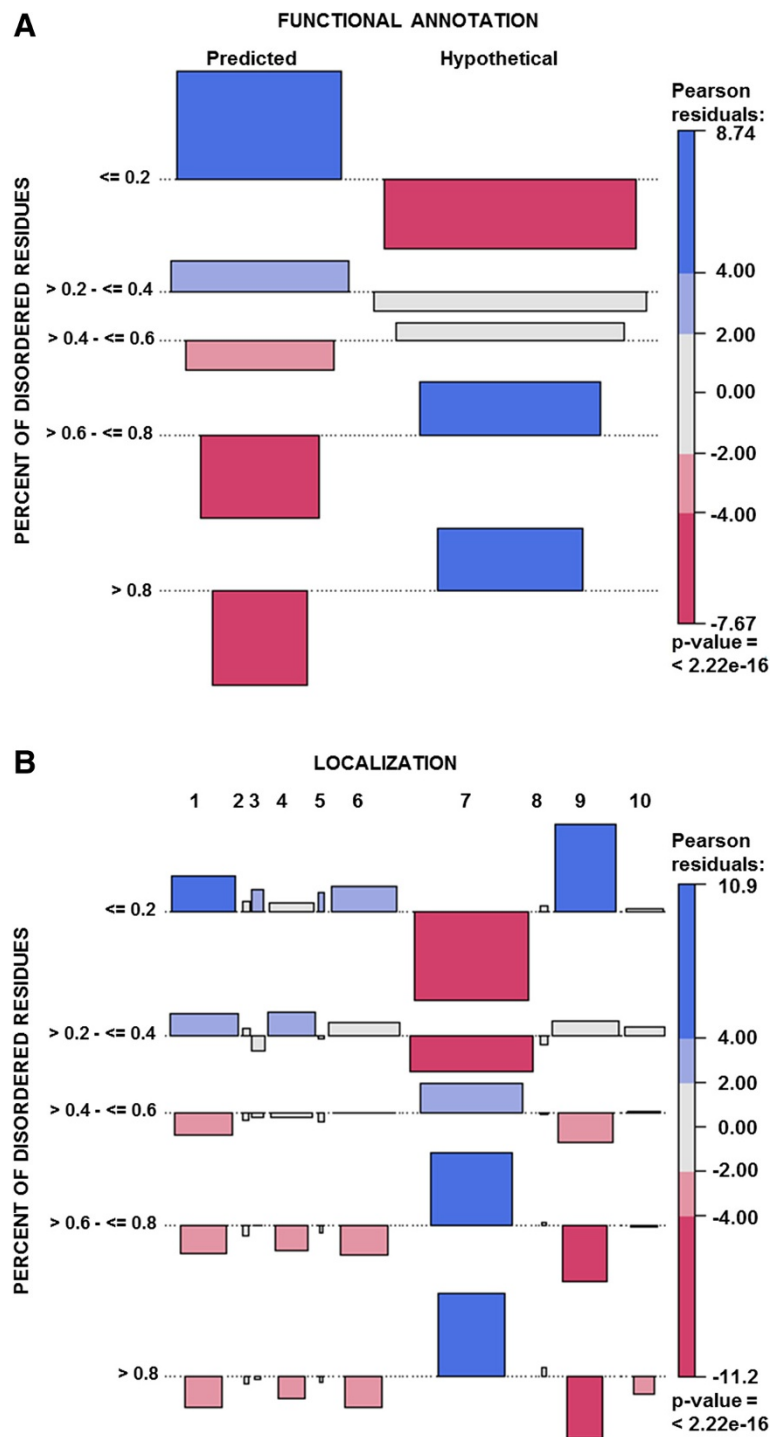 A
FUNCTIONAL ANNOTATION
Predicted Hypothetical
PERCENT OF DISORDERED RESIDUES
<= 0.2
> 0.2 - <= 0.4
> 0.4 - <= 0.6
> 0.6 - <= 0.8
> 0.8
Pearson
residuals:
8.74
4.00
2.00
0.00
-2.00
-4.00
-7.67
p-value =
< 2.22e-16
B
LOCALIZATION
1 2 3 4 5 6 7 8 9 10
PERCENT OF DISORDERED RESIDUES
<= 0.2
> 0.2 - <= 0.4
> 0.4 - <= 0.6
> 0.6 - <= 0.8
> 0.8
Pearson
residuals:
10.9
4.00
2.00
0.00
-2.00
-4.00
-11.2
p-value =
< 2.22e-16